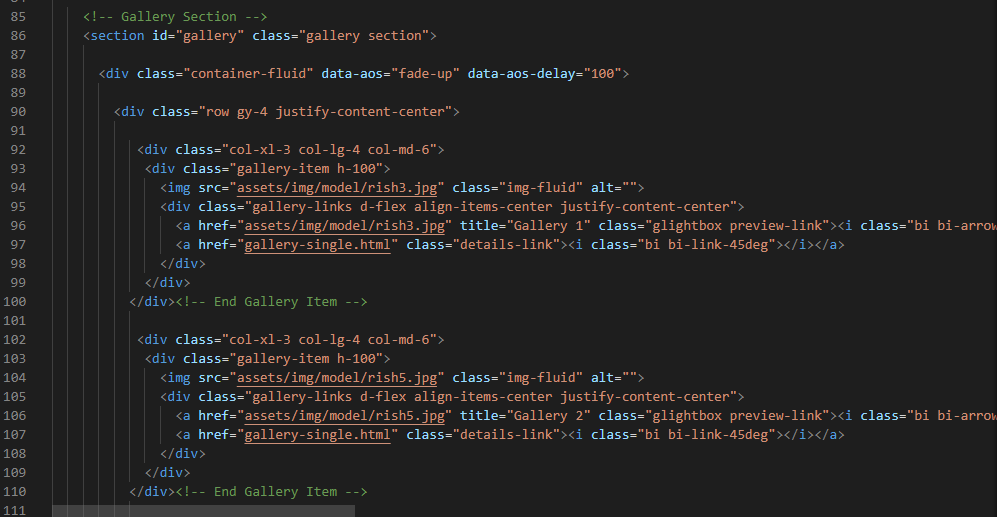 85 <!-- Gallery Section -->
86 <section id="gallery" class="gallery section">
87
88 <div class="container-fluid" data-aos="fade-up" data-aos-delay="100">
89
90 <div class="row gy-4 justify-content-center">
91
92 <div class="col-xl-3 col-lg-4 col-md-6">
93 <div class="gallery-item h-100">
94 <img src="assets/img/model/rish3.jpg" class="img-fluid" alt="">
95 <div class="gallery-links d-flex align-items-center justify-content-center">
96 <a href="assets/img/model/rish3.jpg" title="Gallery 1" class="glightbox preview-link"><i class="bi bi-arrow
97 <a href="gallery-single.html" class="details-link"><i class="bi bi-link-45deg"></i></a>
98 </div>
99 </div>
100 </div><!-- End Gallery Item -->
101
102 <div class="col-xl-3 col-lg-4 col-md-6">
103 <div class="gallery-item h-100">
104 <img src="assets/img/model/rish5.jpg" class="img-fluid" alt="">
105 <div class="gallery-links d-flex align-items-center justify-content-center">
106 <a href="assets/img/model/rish5.jpg" title="Gallery 2" class="glightbox preview-link"><i class="bi bi-arrow
107 <a href="gallery-single.html" class="details-link"><i class="bi bi-link-45deg"></i></a>
108 </div>
109 </div>
110 </div><!-- End Gallery Item -->
111